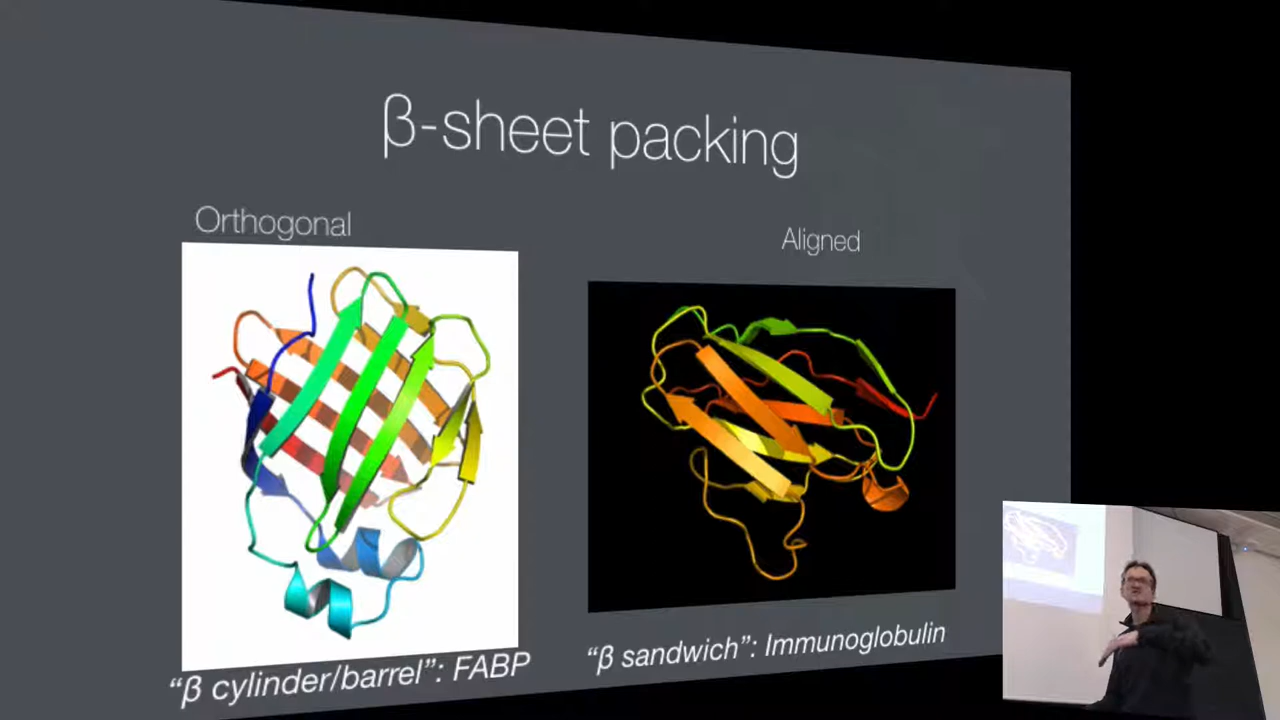 β-sheet packing
Orthogonal
Aligned
“β cylinder/barrel”: FABP
“β sandwich”: Immunoglobulin